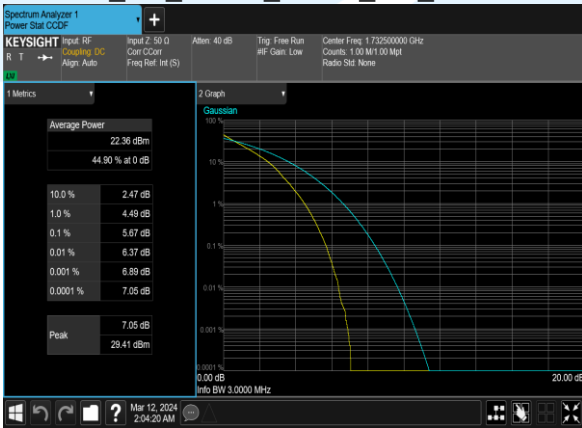 Spectrum Analyzer 1
Power Stat CCDF
KEYSIGHT
R T
LXI
Input: RF
Coupling: DC
Align: Auto
Input Z: 50 Ω
Corr CCorr
Freq Ref: Int (S)
Atten: 40 dB
Trig: Free Run
#IF Gain: Low
Center Freq: 1.732500000 GHz
Counts: 1.00 M/1.00 Mpt
Radio Std: None
1 Metrics
Average Power
22.36 dBm
44.90 % at 0 dB
10.0 % 2.47 dB
1.0 % 4.49 dB
0.1 % 5.67 dB
0.01 % 6.37 dB
0.001 % 6.89 dB
0.0001 % 7.05 dB
Peak
7.05 dB
29.41 dBm
2 Graph
Gaussian
100 %
10 %
1 %
0.1 %
0.01 %
0.001 %
0.0001 %
0.00 dB
20.00 dB
Info BW 3.0000 MHz
?
Mar 12, 2024
2:04:20 AM